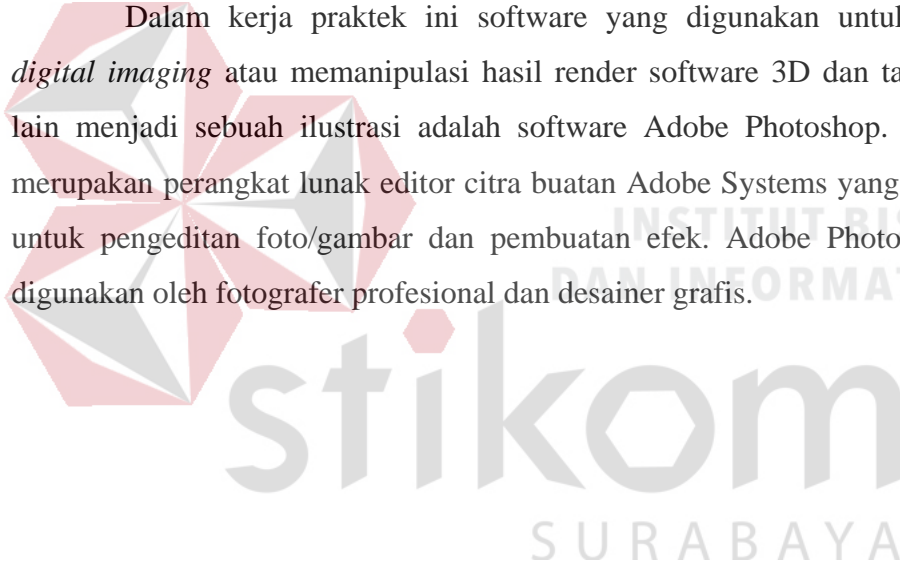 Dalam kerja praktek ini software yang digunakan untu
digital imaging atau memanipulasi hasil render software 3D dan ta
lain menjadi sebuah ilustrasi adalah software Adobe Photoshop.
merupakan perangkat lunak editor citra buatan Adobe Systems yang
INSTITUT BIS
untuk pengeditan foto/gambar dan pembuatan efek. Adobe Photo
DAN INFORMAT
digunakan oleh fotografer profesional dan desainer grafis.
stikom
SURABAYA